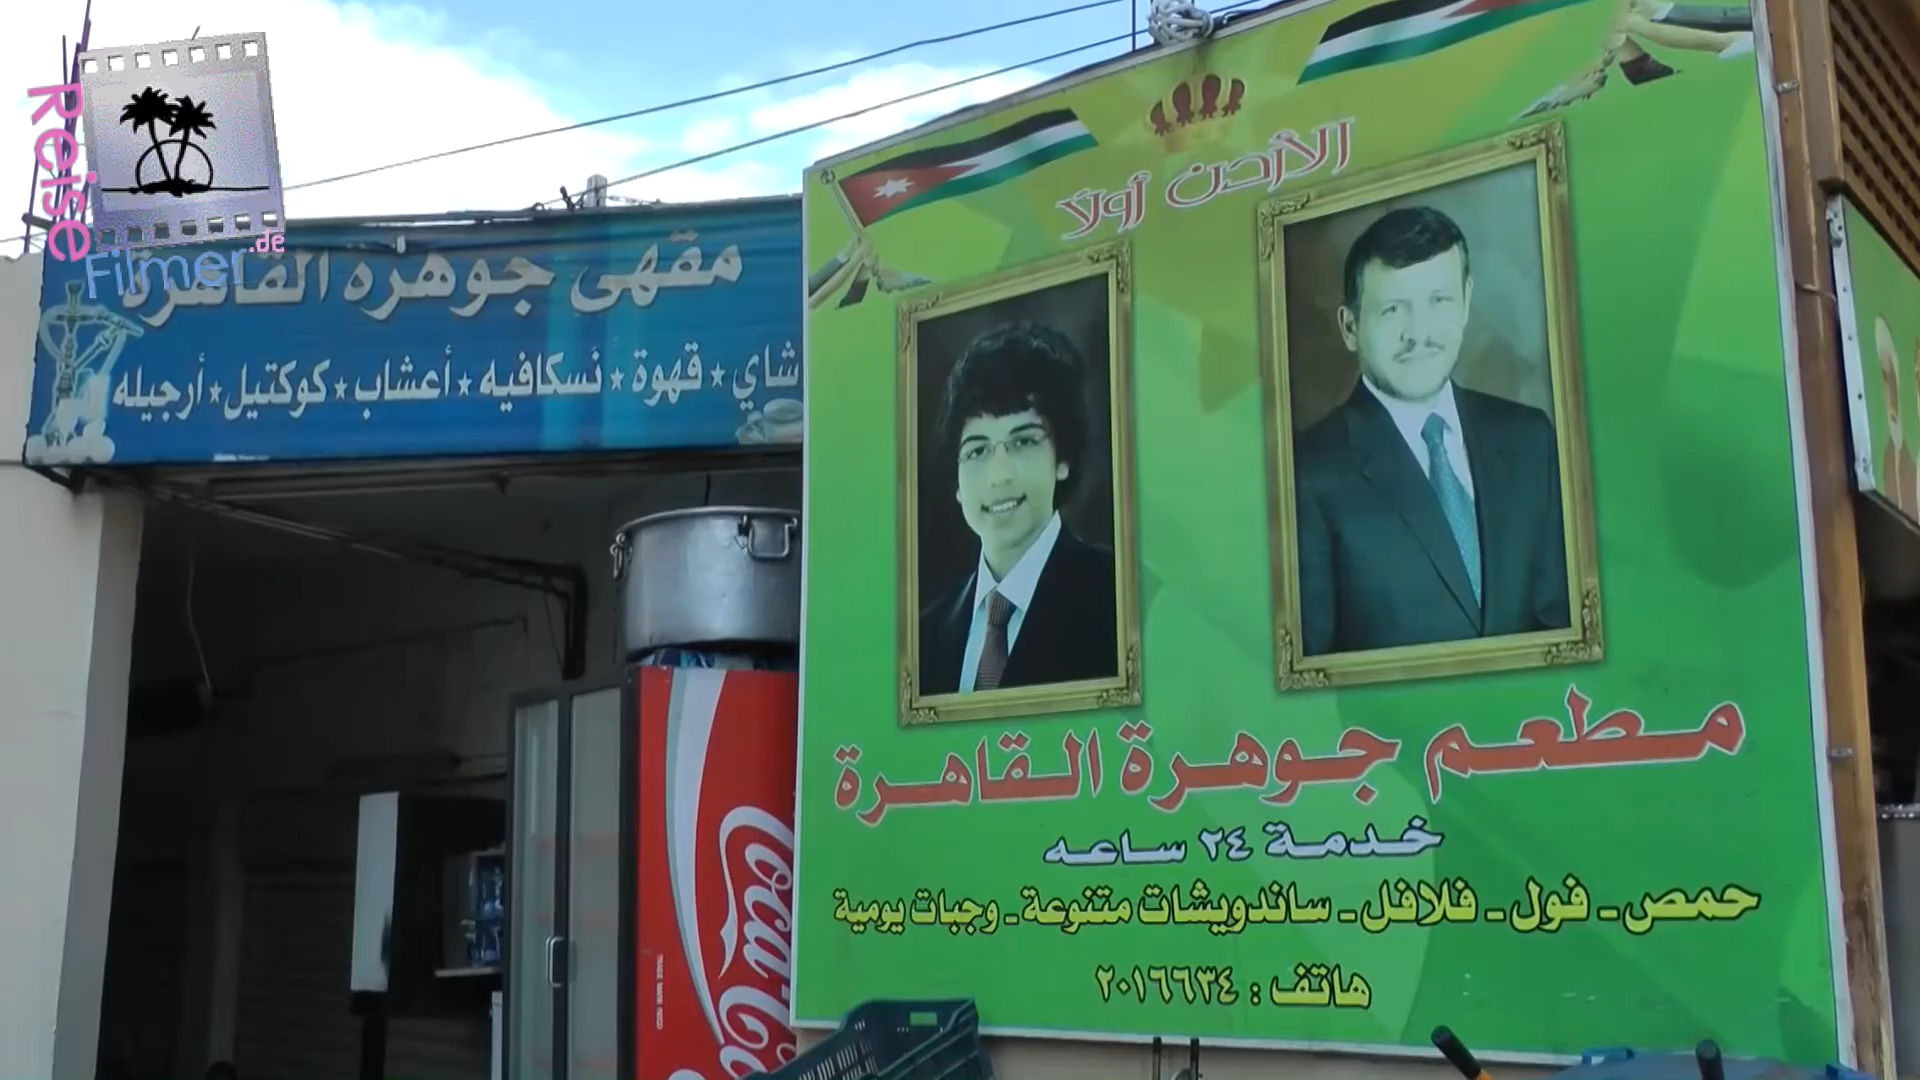 Reise
Filmer.de
مقهى جوهره القاهرة
شاي ★ قهوة ★ نسكافيه ★ أعشاب ★ كوكتيل ★ أرجيله
الأردن أولا
مطعم جوهرة القاهرة
خدمة ٢٤ ساعه
حمص - فول - فلافل - ساندويشات متنوعة - وجبات يومية
هاتف : ٢٠١٦٦٣٤
Coca-Co